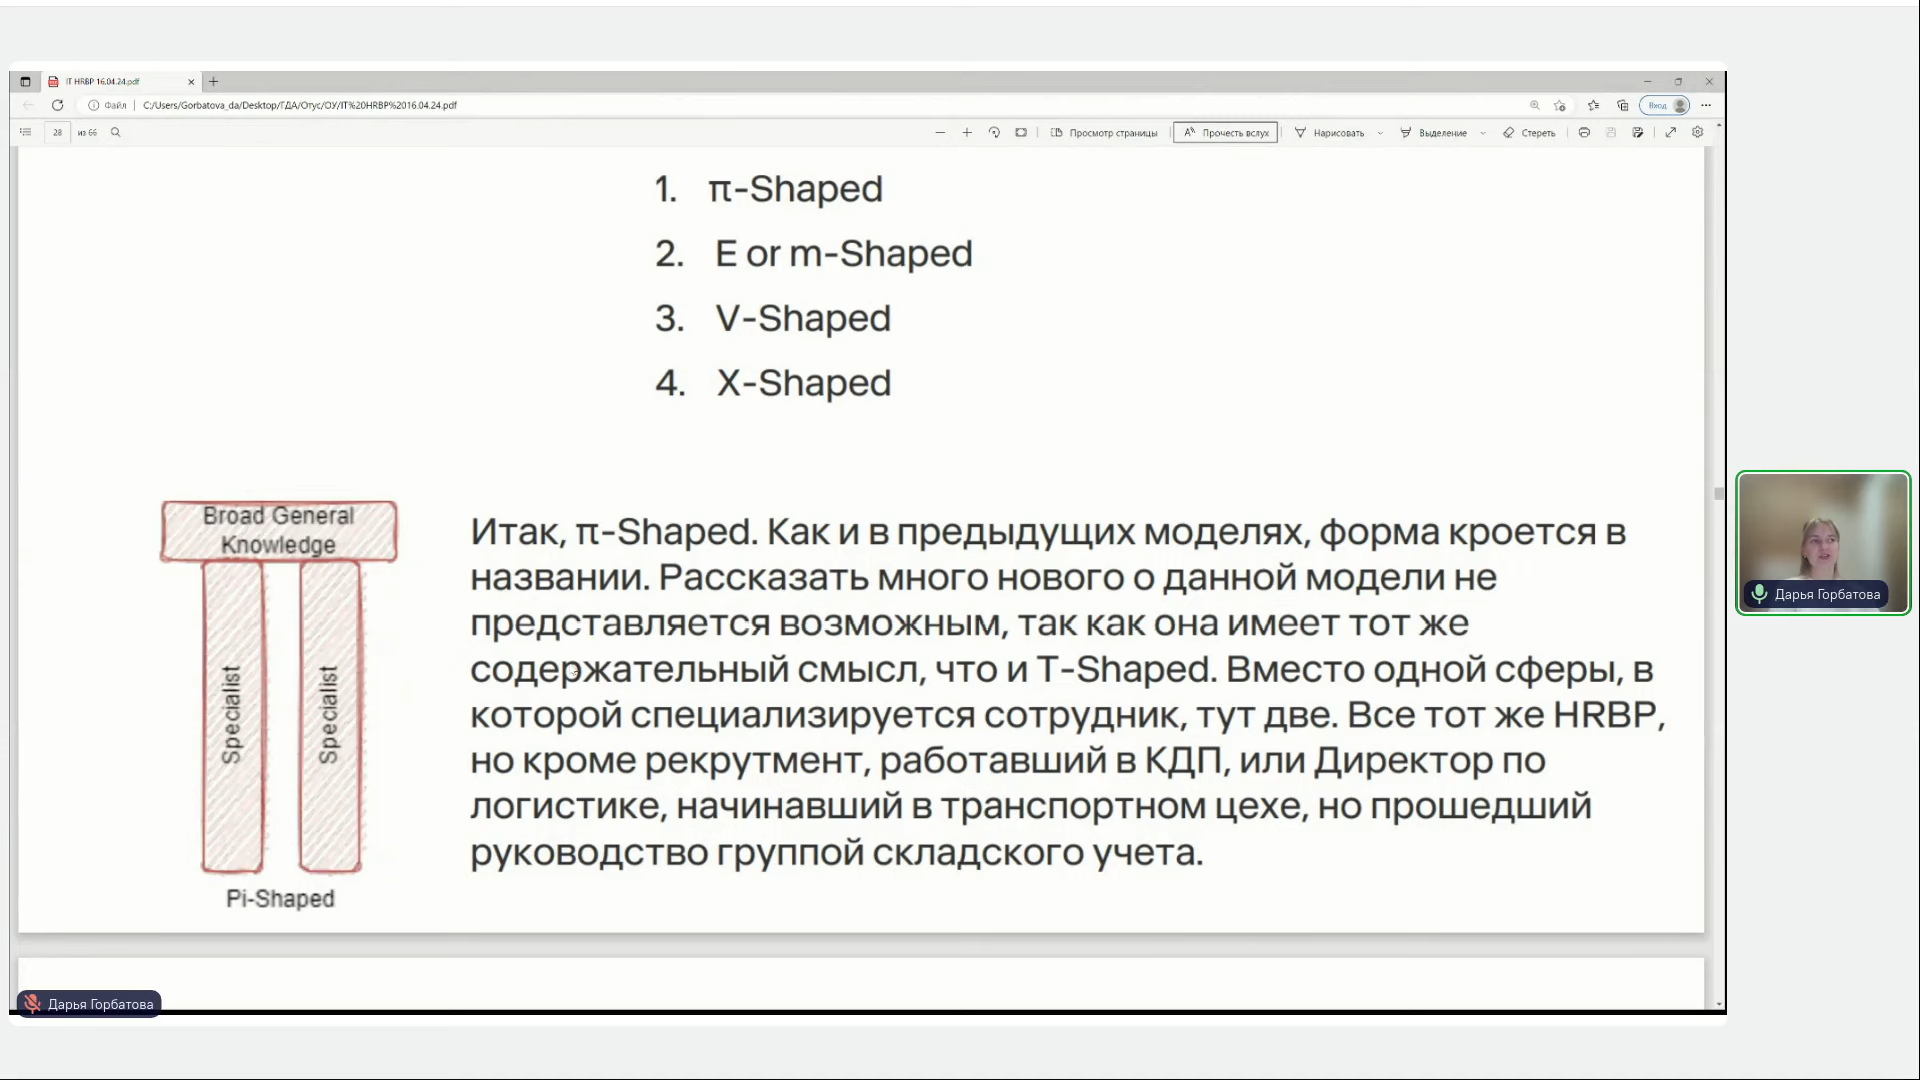 IT HRBP 16.04.24.pdf
Файл
C:/Users/Gorbatova_da/Desktop/ГДА/Отус/ОУ/IT%20HRBP%2016.04.24.pdf
Вход
28 из 66
Просмотр страницы
Прочесть вслух
Нарисовать
Выделение
Стереть
1. π-Shaped
2. E or m-Shaped
3. V-Shaped
4. X-Shaped
Broad General
Knowledge
Specialist
Specialist
Pi-Shaped
Итак, π-Shaped. Как и в предыдущих моделях, форма кроется в
названии. Рассказать много нового о данной модели не
представляется возможным, так как она имеет тот же
содержательный смысл, что и T-Shaped. Вместо одной сферы, в
которой специализируется сотрудник, тут две. Все тот же HRBP,
но кроме рекрутмент, работавший в КДП, или Директор по
логистике, начинавший в транспортном цехе, но прошедший
руководство группой складского учета.
Дарья Горбатова
Дарья Горбатова